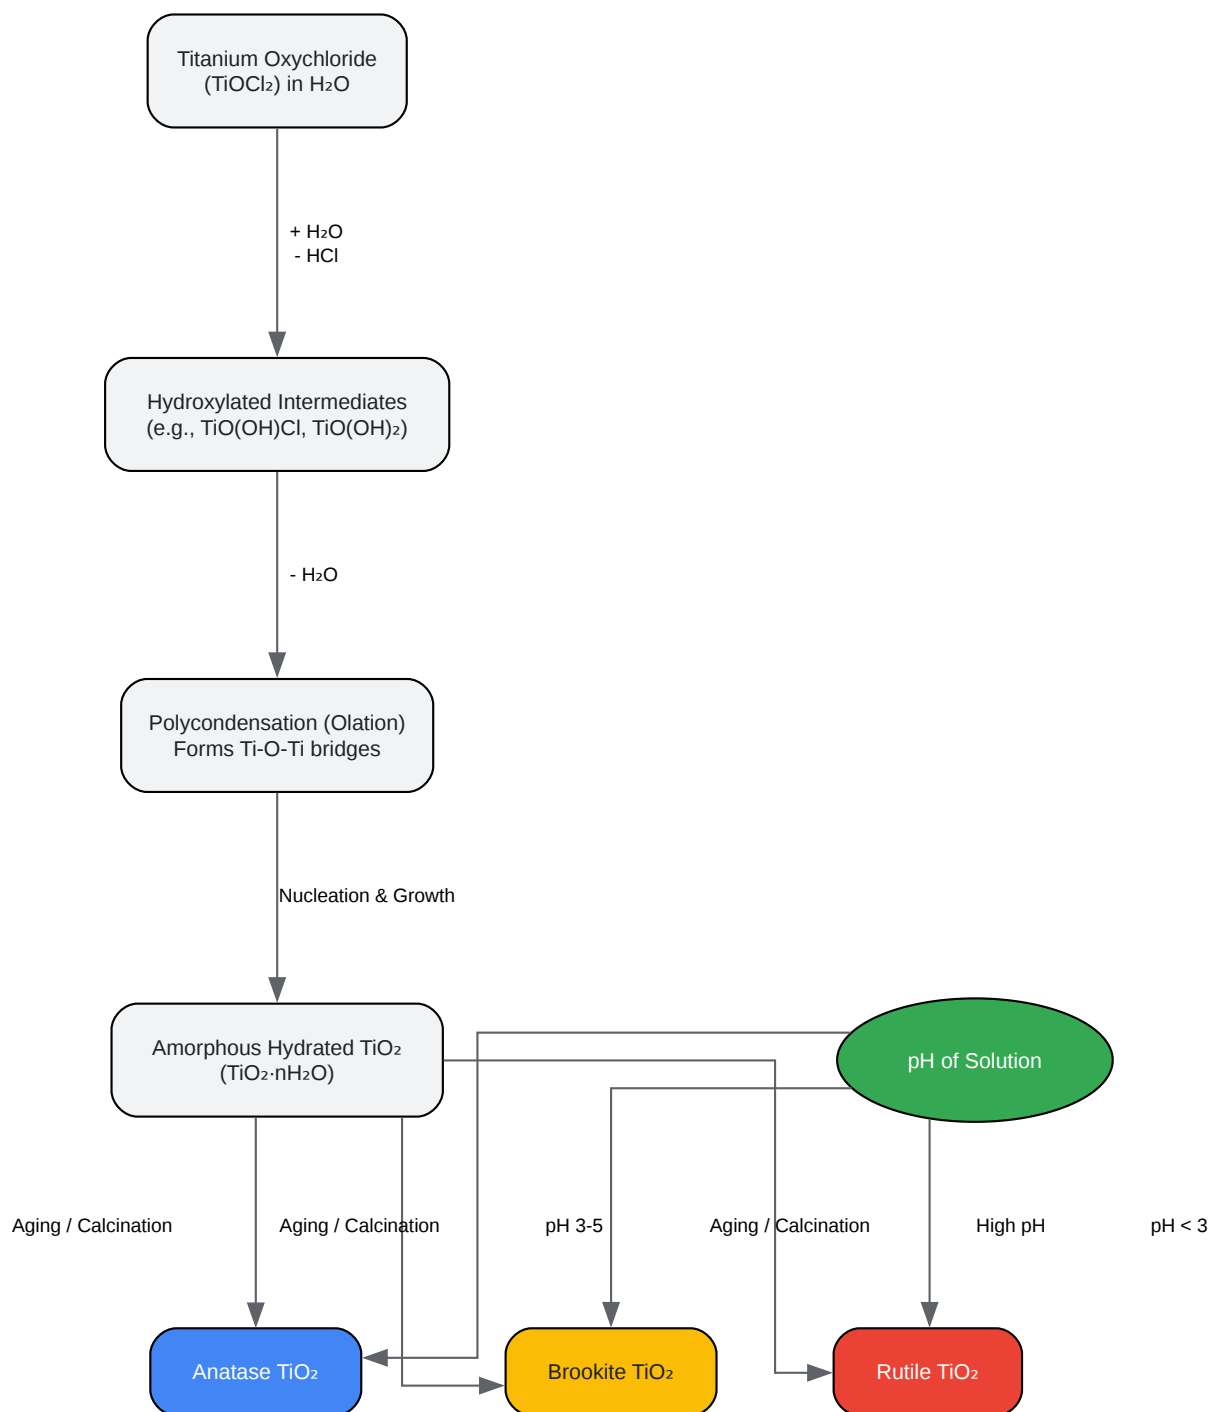 Titanium Oxychloride
(TiOCl₂) in H₂O
+ H₂O
- HCl
Hydroxylated Intermediates
(e.g., TiO(OH)Cl, TiO(OH)₂)
- H₂O
Polycondensation (Olation)
Forms Ti-O-Ti bridges
Nucleation & Growth
Amorphous Hydrated TiO₂
(TiO₂·nH₂O)
pH of Solution
Aging / Calcination
Aging / Calcination
pH 3-5
Aging / Calcination
High pH
pH < 3
Anatase TiO₂
Brookite TiO₂
Rutile TiO₂